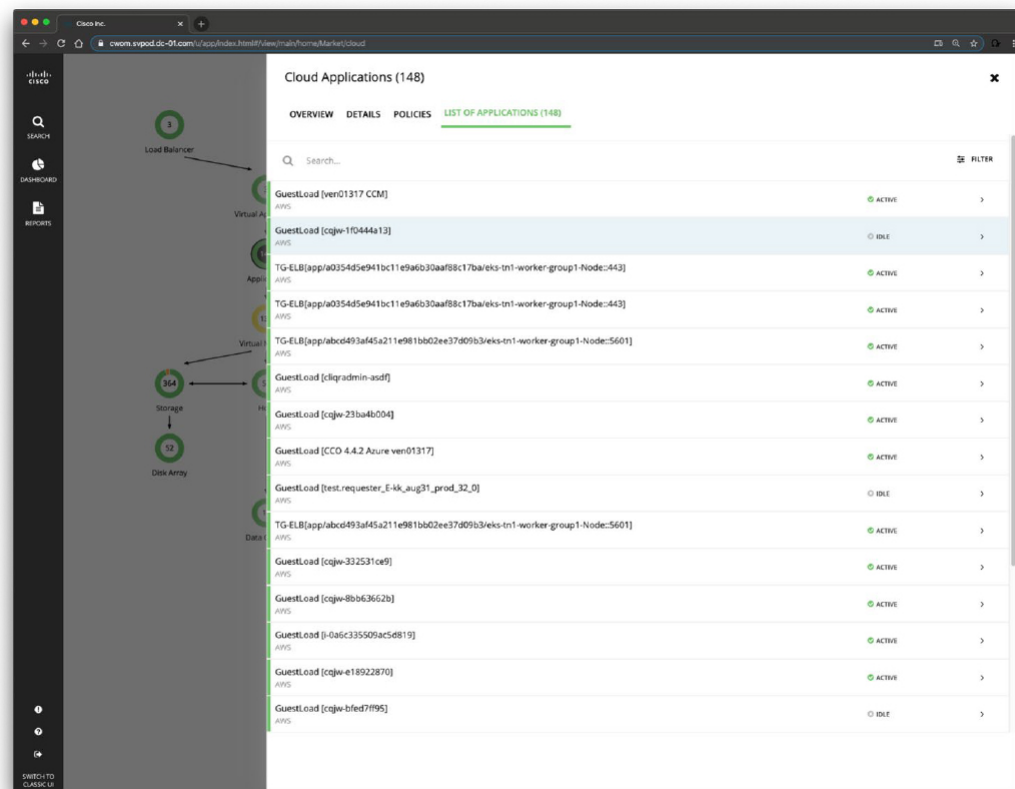 Cisco Inc.
cwom.svpod.dc-01.com/u/app/index.html#/view/main/home/Market/cloud
cisco
SEARCH
DASHBOARD
REPORTS
SWITCH TO
CLASSIC UI
3
Load Balancer
Virtual
364
Storage
52
Disk Array
Cloud Applications (148)
OVERVIEW DETAILS POLICIES LIST OF APPLICATIONS (148)
Search...
FILTER
GuestLoad [ven01317 CCM]
AWS
ACTIVE
GuestLoad [cqjw-1f0444a13]
AWS
IDLE
TG-ELB[app/a0354d5e941bc11e9a6b30aaf88c17ba/eks-tn1-worker-group1-Node::443]
AWS
ACTIVE
TG-ELB[app/a0354d5e941bc11e9a6b30aaf88c17ba/eks-tn1-worker-group1-Node::443]
AWS
ACTIVE
TG-ELB[app/abcd493af45a211e981bb02ee37d09b3/eks-tn1-worker-group1-Node::5601]
AWS
ACTIVE
GuestLoad [cliqradmin-asdf]
AWS
ACTIVE
GuestLoad [cqjw-23ba4b004]
AWS
ACTIVE
GuestLoad [CCO 4.4.2 Azure ven01317]
AWS
ACTIVE
GuestLoad [test.requester_E-kk_aug31_prod_32_0]
AWS
IDLE
TG-ELB[app/abcd493af45a211e981bb02ee37d09b3/eks-tn1-worker-group1-Node::5601]
AWS
ACTIVE
GuestLoad [cqjw-332531ce9]
AWS
ACTIVE
GuestLoad [cqjw-8bb63662b]
AWS
ACTIVE
GuestLoad [i-0a6c335509ac5d819]
AWS
ACTIVE
GuestLoad [cqjw-e18922870]
AWS
ACTIVE
GuestLoad [cqjw-bfed7ff95]
AWS
IDLE